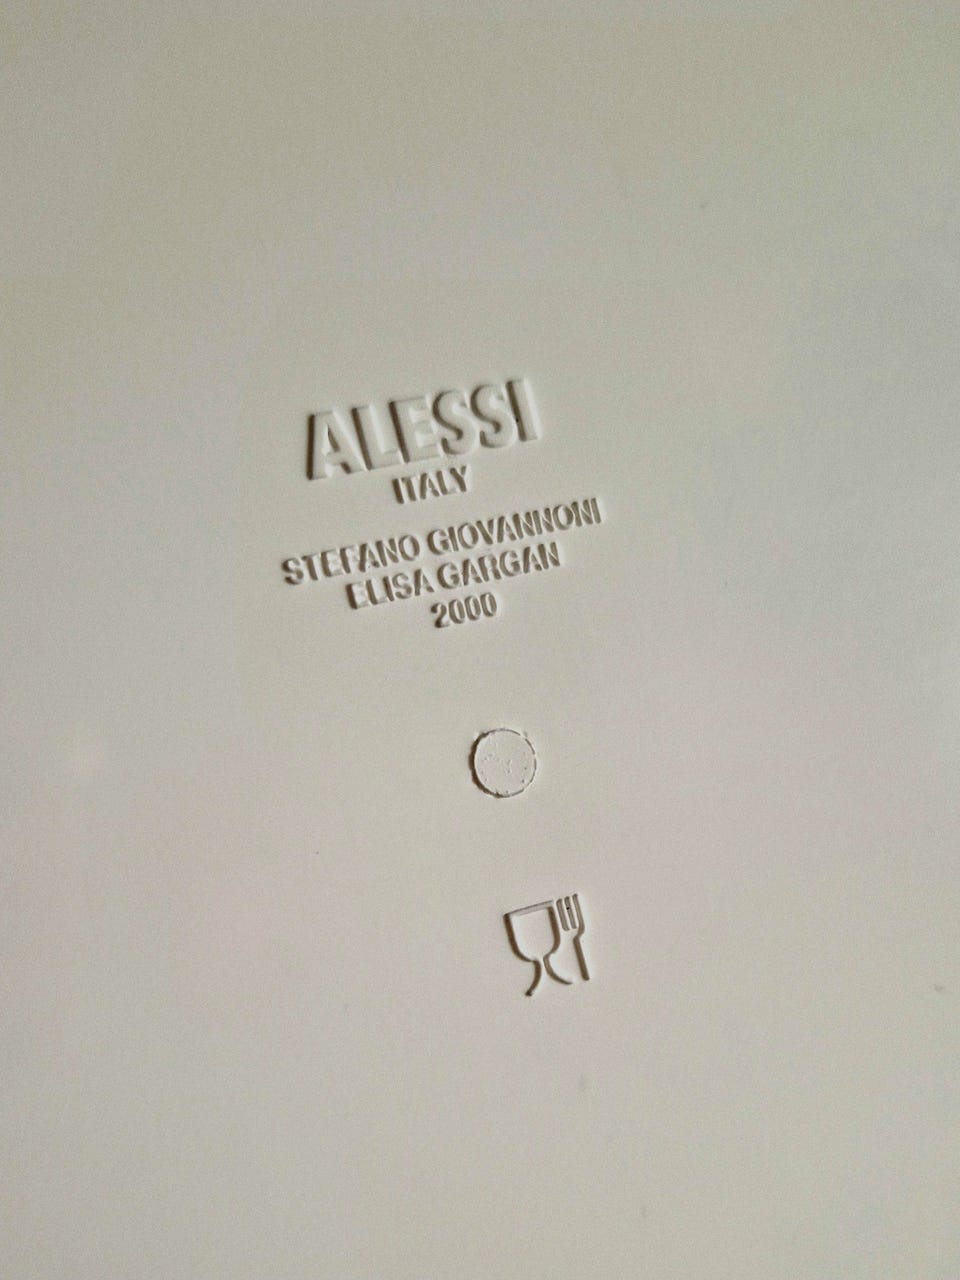 ALESSI
ITALY
STEFANO GIOVANNONI
ELISA GARGAN
2000